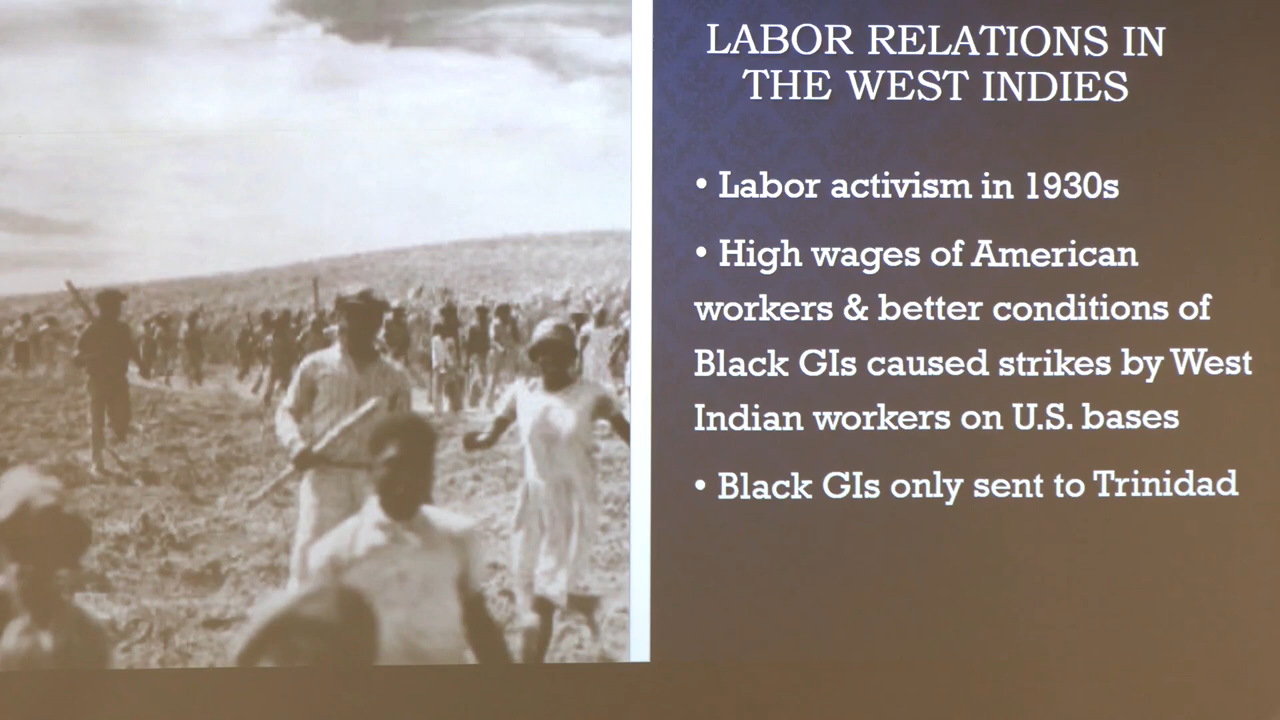 LABOR RELATIONS IN
THE WEST INDIES
• Labor activism in 1930s
• High wages of American
workers & better conditions of
Black GIs caused strikes by West
Indian workers on U.S. bases
• Black GIs only sent to Trinidad